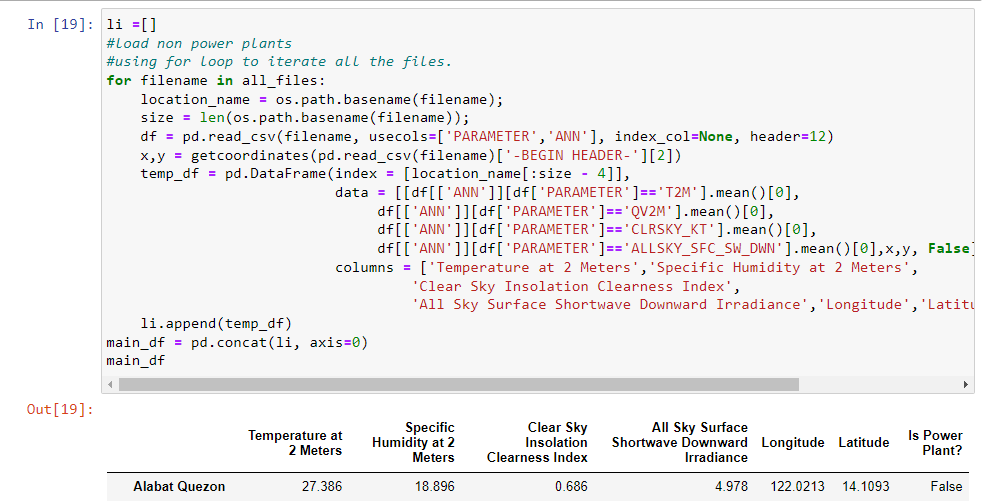 In [19]: li =[]
#load non power plants
#using for loop to iterate all the files.
for filename in all_files:
    location_name = os.path.basename(filename);
    size = len(os.path.basename(filename));
    df = pd.read_csv(filename, usecols=['PARAMETER','ANN'], index_col=None, header=12)
    x,y = getcoordinates(pd.read_csv(filename)['-BEGIN HEADER-'][2])
    temp_df = pd.DataFrame(index = [location_name[:size - 4]],
                           data = [[df[['ANN']][df['PARAMETER']=='T2M'].mean()[0],
                                df[['ANN']][df['PARAMETER']=='QV2M'].mean()[0],
                                df[['ANN']][df['PARAMETER']=='CLRSKY_KT'].mean()[0],
                                df[['ANN']][df['PARAMETER']=='ALLSKY_SFC_SW_DWN'].mean()[0],x,y, False]
                           columns = ['Temperature at 2 Meters','Specific Humidity at 2 Meters',
                                    'Clear Sky Insolation Clearness Index',
                                    'All Sky Surface Shortwave Downward Irradiance','Longitude','Latitu
    li.append(temp_df)
main_df = pd.concat(li, axis=0)
main_df
Out[19]:
Temperature at 2 Meters Specific Humidity at 2 Meters Clear Sky Insolation Clearness Index All Sky Surface Shortwave Downward Irradiance Longitude Latitude Is Power Plant?
Alabat Quezon 27.386 18.896 0.686 4.978 122.0213 14.1093 False